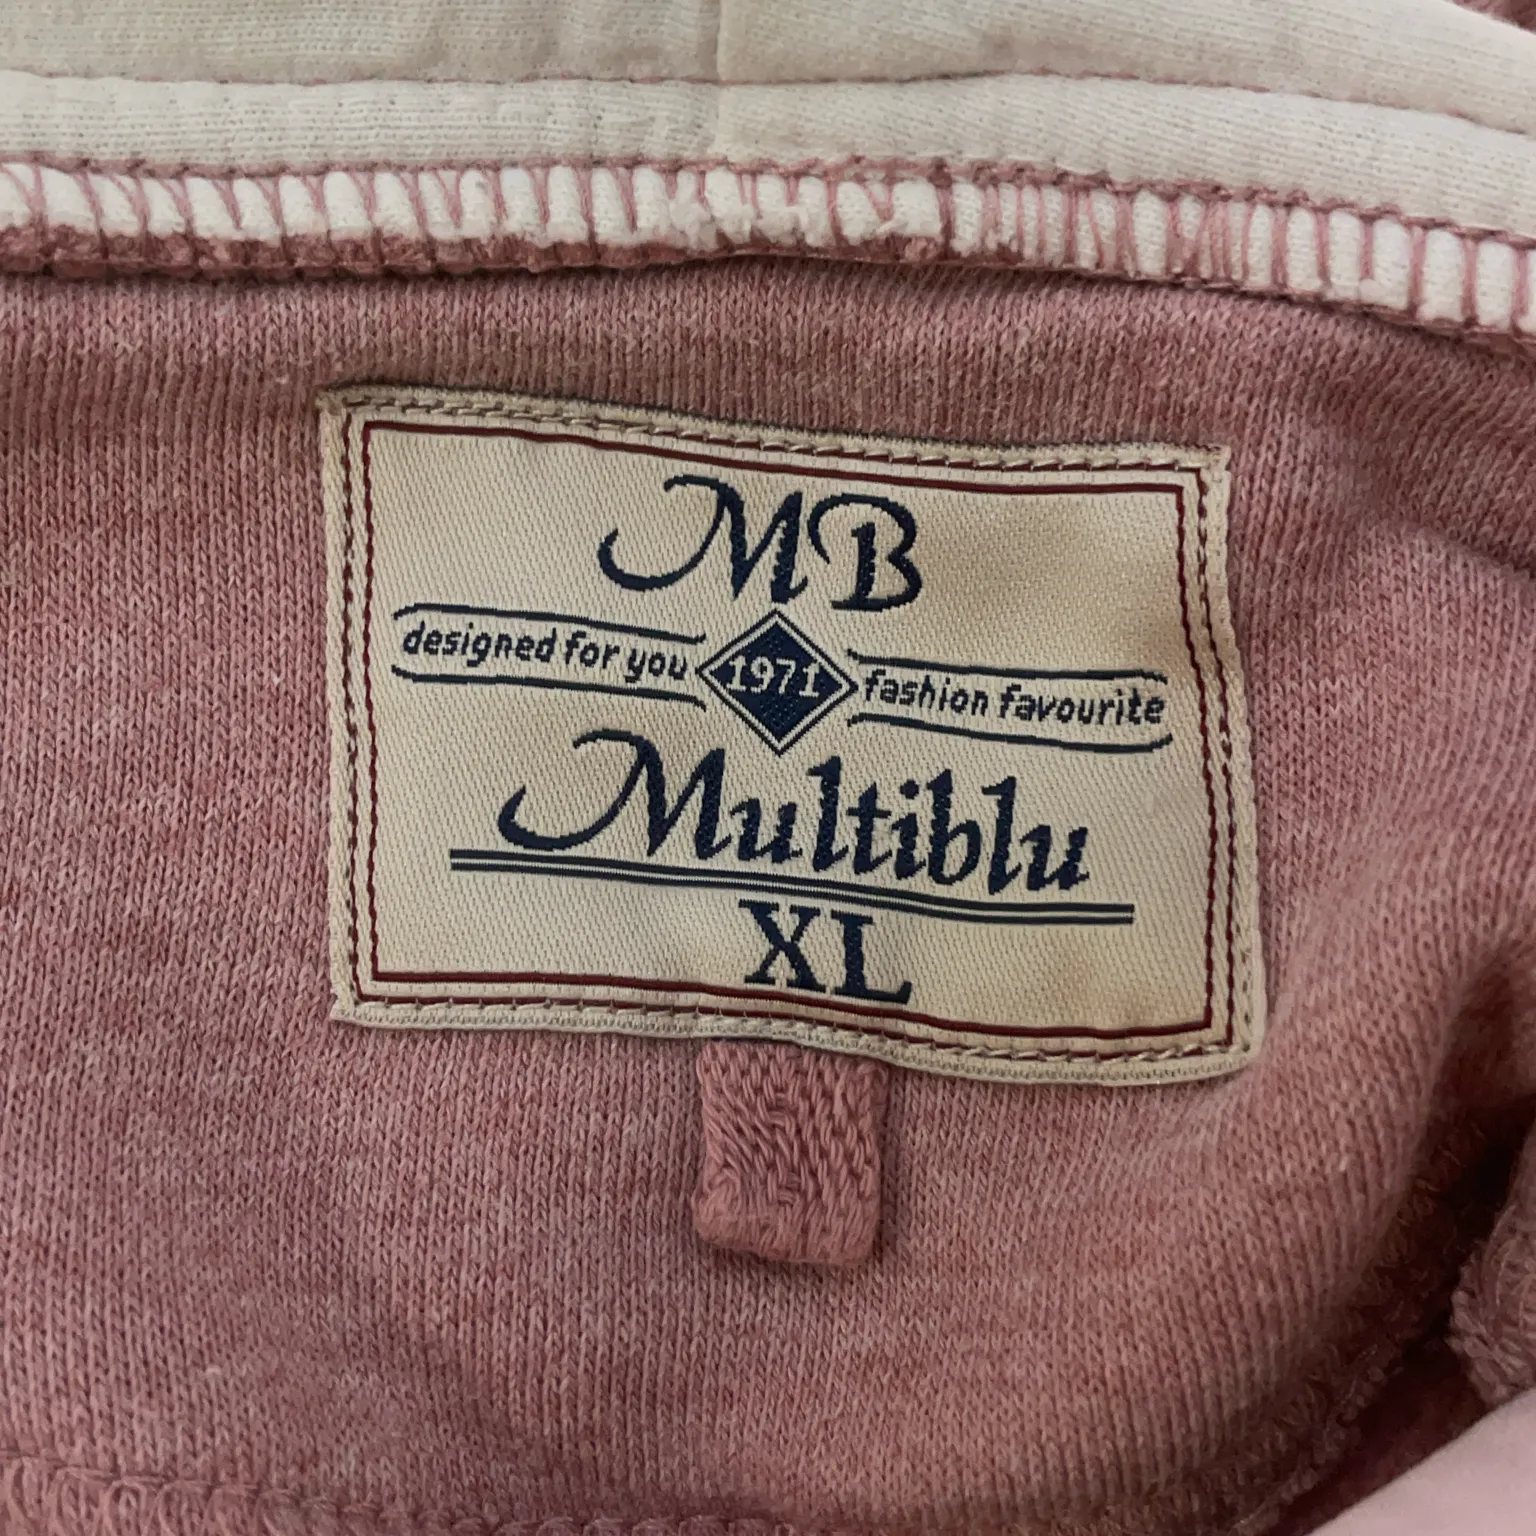 MB
designed for you 1971 fashion favourite
Multiblu
XL